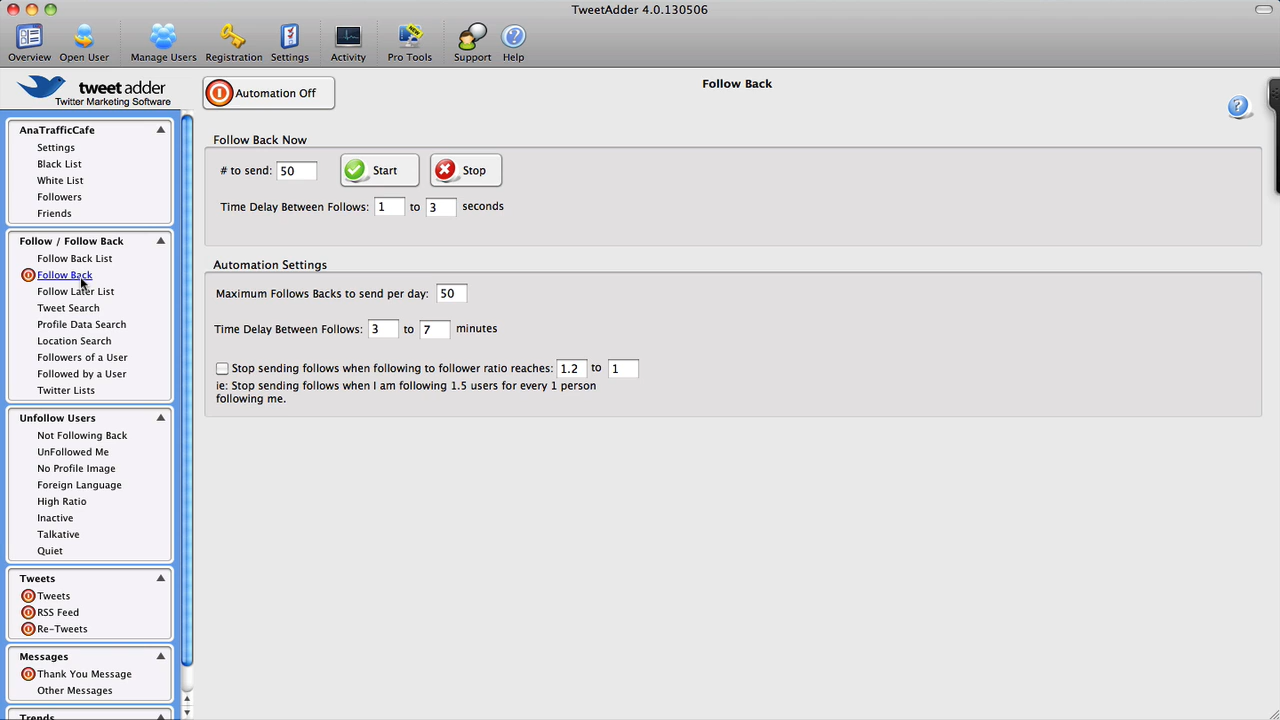 TweetAdder 4.0.130506
Overview
Open User
Manage Users
Registration
Settings
Activity
NEW
Pro Tools
Support
Help
tweet adder
Twitter Marketing Software
Automation Off
Follow Back
AnaTrafficCafe
Settings
Black List
White List
Followers
Friends
Follow / Follow Back
Follow Back List
Follow Back
Follow Later List
Tweet Search
Profile Data Search
Location Search
Followers of a User
Followed by a User
Twitter Lists
Unfollow Users
Not Following Back
UnFollowed Me
No Profile Image
Foreign Language
High Ratio
Inactive
Talkative
Quiet
Tweets
Tweets
RSS Feed
Re-Tweets
Messages
Thank You Message
Other Messages
Trends
Follow Back Now
# to send: 50 Start Stop
Time Delay Between Follows: 1 to 3 seconds
Automation Settings
Maximum Follows Backs to send per day: 50
Time Delay Between Follows: 3 to 7 minutes
Stop sending follows when following to follower ratio reaches: 1.2 to 1
ie: Stop sending follows when I am following 1.5 users for every 1 person
following me.